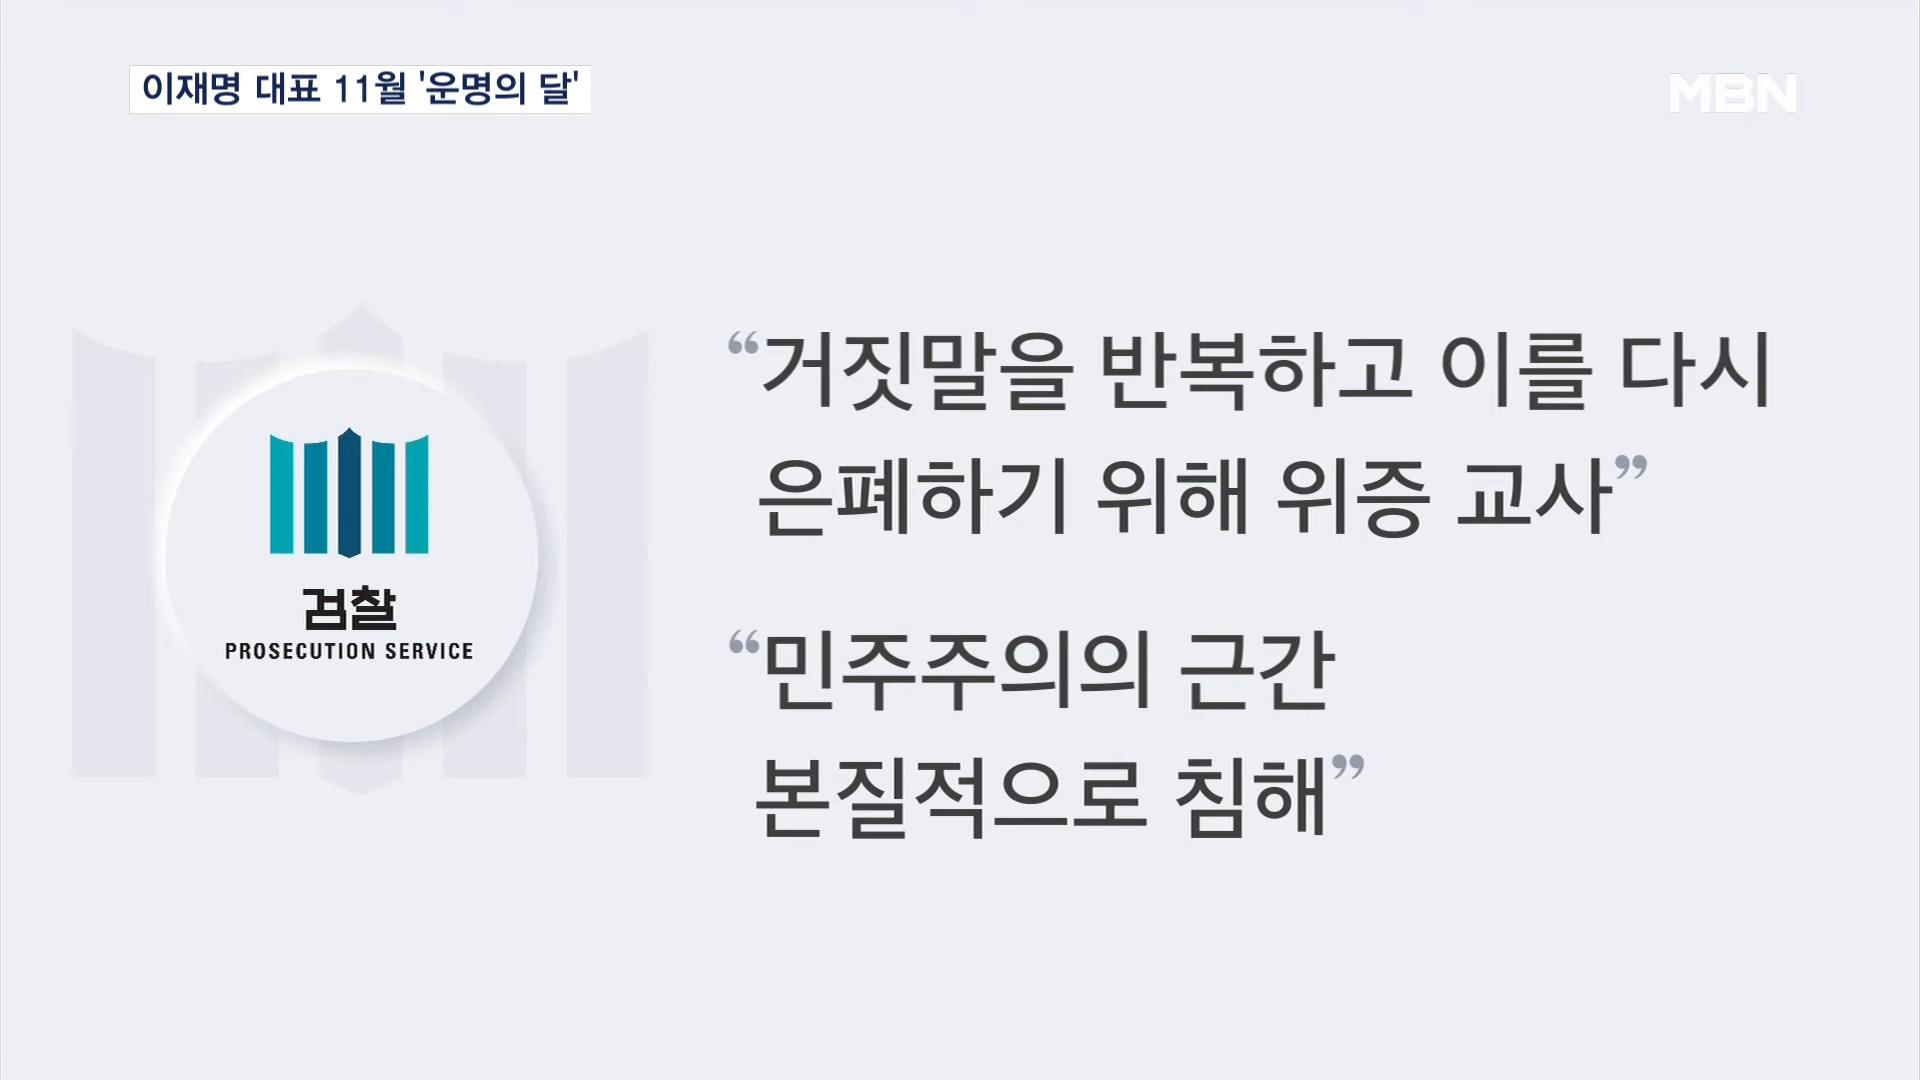 이재명 대표 11월 '운명의 달'
MBN
“거짓말을 반복하고 이를 다시
은폐하기 위해 위증 교사”
검찰
PROSECUTION SERVICE
“민주주의의 근간
본질적으로 침해”